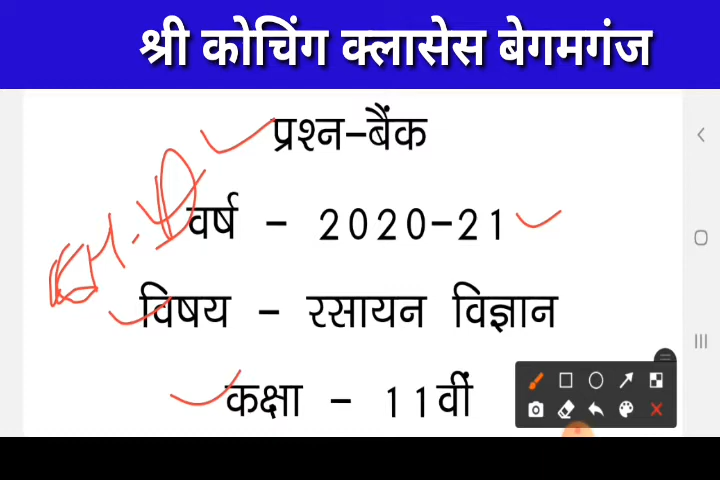 श्री कोचिंग क्लासेस बेगमगंज
प्रश्न-बैंक
वर्ष - 2020-21
विषय - रसायन विज्ञान
कक्षा - 11वीं